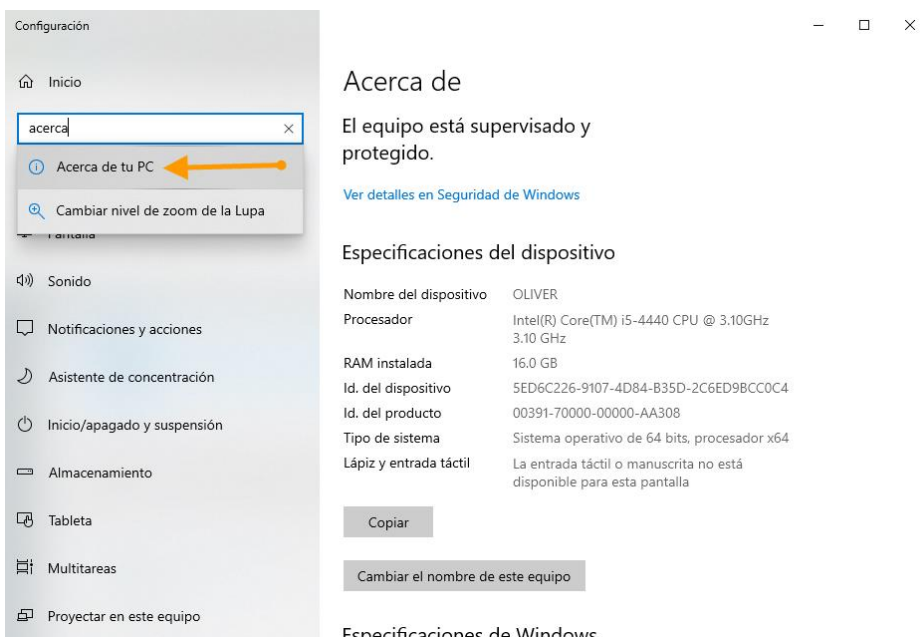 Configuración
Inicio
acerca
Acerca de tu PC
Cambiar nivel de zoom de la Lupa
Pantalla
Sonido
Notificaciones y acciones
Asistente de concentración
Inicio/apagado y suspensión
Almacenamiento
Tableta
Multitareas
Proyectar en este equipo
Acerca de
El equipo está supervisado y
protegido.
Ver detalles en Seguridad de Windows
Especificaciones del dispositivo
Nombre del dispositivo OLIVER
Procesador Intel(R) Core(TM) i5-4440 CPU @ 3.10GHz
3.10 GHz
RAM instalada 16.0 GB
Id. del dispositivo 5ED6C226-9107-4D84-B35D-2C6ED9BCC0C4
Id. del producto 00391-70000-00000-AA308
Tipo de sistema Sistema operativo de 64 bits, procesador x64
Lápiz y entrada táctil La entrada táctil o manuscrita no está
disponible para esta pantalla
Copiar
Cambiar el nombre de este equipo
Especificaciones de Windows